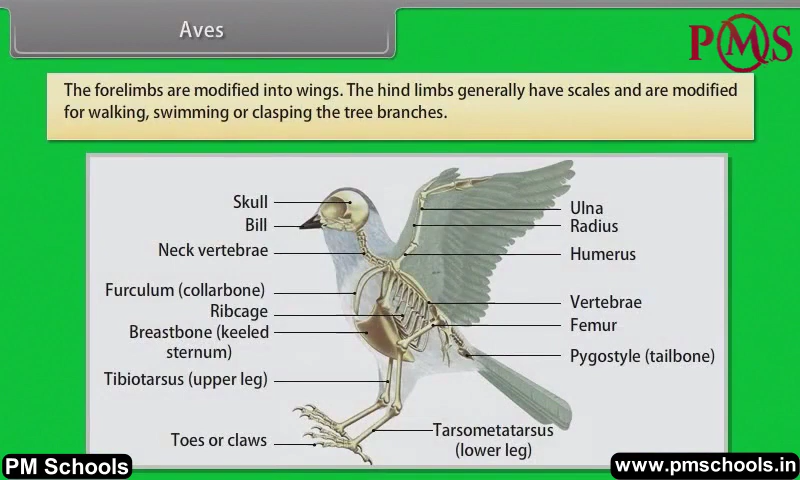 Aves
PMS
The forelimbs are modified into wings. The hind limbs generally have scales and are modified
for walking, swimming or clasping the tree branches.
Skull
Bill
Neck vertebrae
Furculum (collarbone)
Ribcage
Breastbone (keeled
sternum)
Tibiotarsus (upper leg)
Toes or claws
Ulna
Radius
Humerus
Vertebrae
Femur
Pygostyle (tailbone)
Tarsometatarsus
(lower leg)
PM Schools
www.pmschools.in